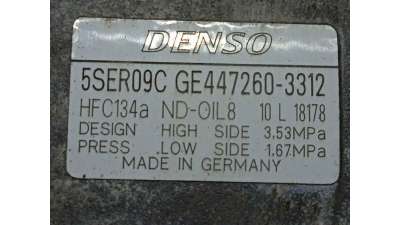 DENSO
5SER09C GE447260-3312
HFC134a ND-OIL8 10 L 18178
DESIGN HIGH SIDE 3.53MPa
PRESS LOW SIDE 1.67MPa
MADE IN GERMANY